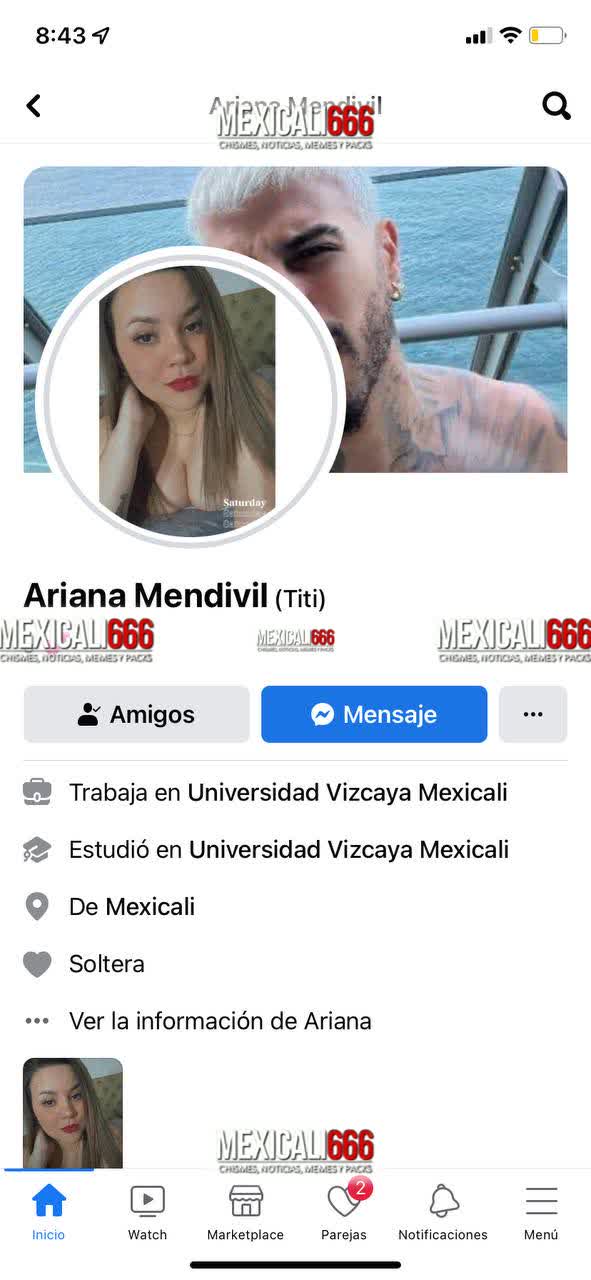 8:43
Ariana Mendivil
MEXICALI666
CHISMES, NOTICIAS, MEMES Y PACKS
Saturday
Ariana Mendivil (Titi)
MEXICALI666 MEXICALI666 MEXICALI666
CHISMES, NOTICIAS, MEMES Y PACKS CHISMES, NOTICIAS, MEMES Y PACKS CHISMES, NOTICIAS, MEMES Y PACKS
Amigos Mensaje ...
Trabaja en Universidad Vizcaya Mexicali
Estudió en Universidad Vizcaya Mexicali
De Mexicali
Soltera
Ver la información de Ariana
MEXICALI666
CHISMES, NOTICIAS, MEMES Y PACKS
2
Inicio Watch Marketplace Parejas Notificaciones Menú